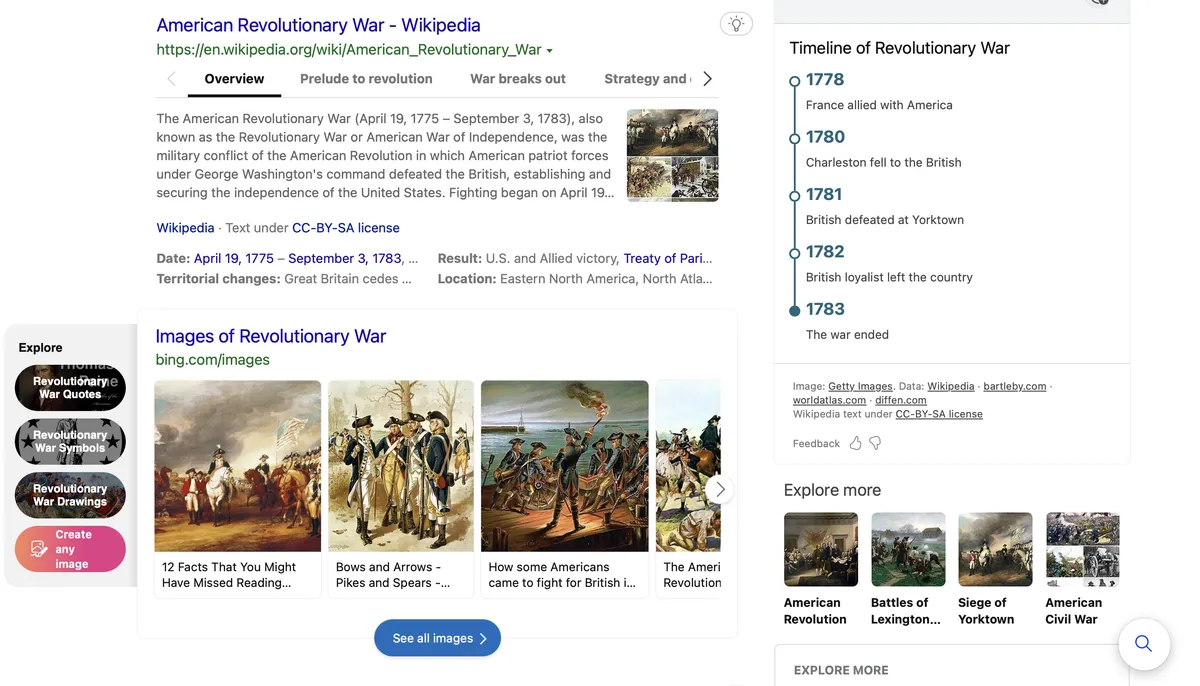 American Revolutionary War - Wikipedia
https://en.wikipedia.org/wiki/American_Revolutionary_War
Overview
Prelude to revolution
War breaks out
Strategy and
The American Revolutionary War (April 19, 1775 – September 3, 1783), also
known as the Revolutionary War or American War of Independence, was the
military conflict of the American Revolution in which American patriot forces
under George Washington's command defeated the British, establishing and
securing the independence of the United States. Fighting began on April 19...
Wikipedia · Text under CC-BY-SA license
Date: April 19, 1775 – September 3, 1783, ...
Result: U.S. and Allied victory, Treaty of Pari...
Territorial changes: Great Britain cedes ...
Location: Eastern North America, North Atla...
Explore
Revolutionary
War Quotes
Revolutionary
War Symbols
Revolutionary
War Drawings
Create
any
image
Images of Revolutionary War
bing.com/images
12 Facts That You Might
Have Missed Reading...
Bows and Arrows -
Pikes and Spears -...
How some Americans
came to fight for British i...
The Ameri
Revolution
See all images
Timeline of Revolutionary War
1778
France allied with America
1780
Charleston fell to the British
1781
British defeated at Yorktown
1782
British loyalist left the country
1783
The war ended
Image: Getty Images. Data: Wikipedia · bartleby.com ·
worldatlas.com · diffen.com
Wikipedia text under CC-BY-SA license
Feedback
Explore more
American
Revolution
Battles of
Lexington...
Siege of
Yorktown
American
Civil War
EXPLORE MORE